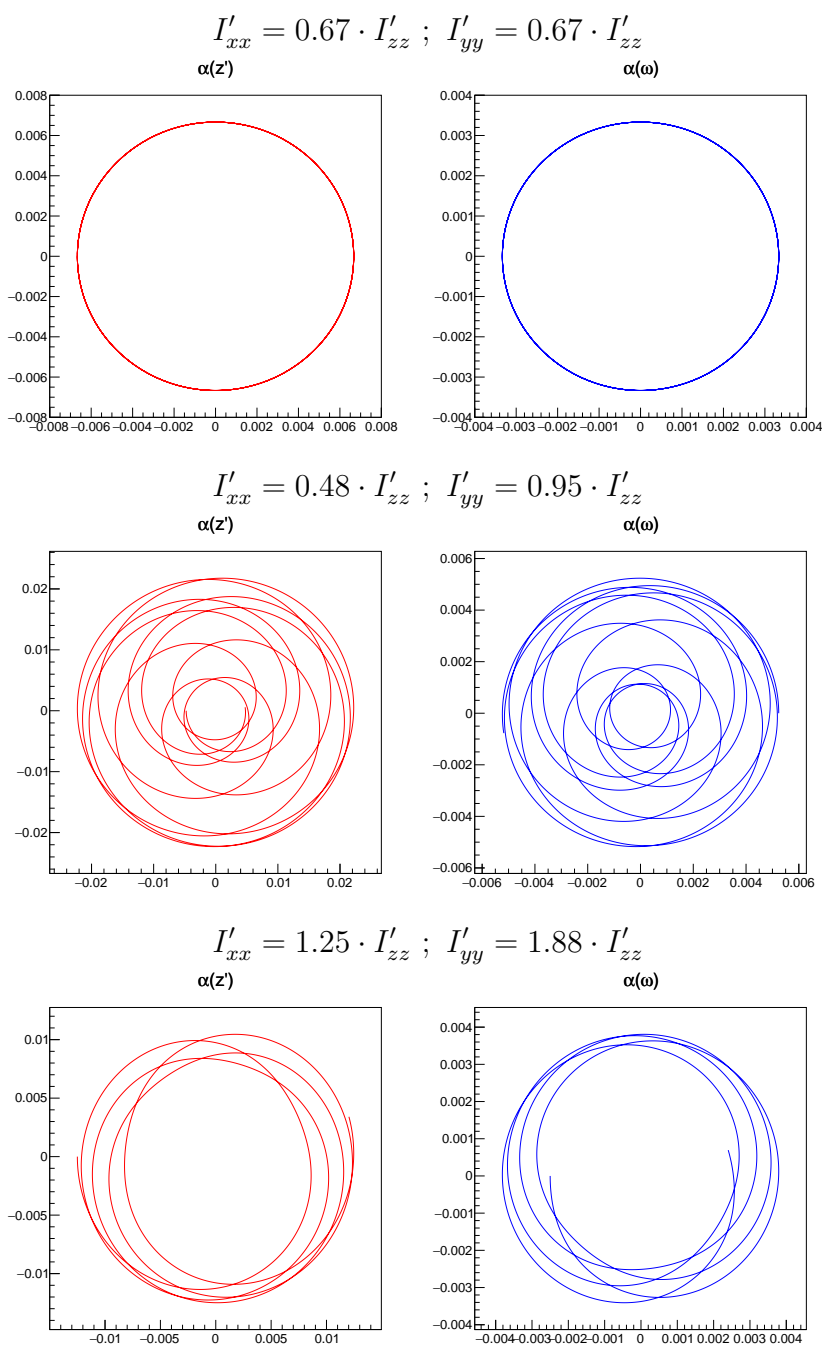 I′xx = 0.67 · I′zz ; I′yy = 0.67 · I′zz
α(z') α(ω)
0.008 0.004
0.006 0.003
0.004 0.002
0.002 0.001
0 0
−0.002 −0.001
−0.004 −0.002
−0.006 −0.003
−0.008 −0.004
−0.008 −0.006 −0.004 −0.002 0 0.002 0.004 0.006 0.008 −0.004 −0.003 −0.002 −0.001 0 0.001 0.002 0.003 0.004
I′xx = 0.48 · I′zz ; I′yy = 0.95 · I′zz
α(z') α(ω)
0.006
0.02 0.004
0.01 0.002
0 0
−0.01 −0.002
−0.02 −0.004
−0.006
−0.02 −0.01 0 0.01 0.02 −0.006 −0.004 −0.002 0 0.002 0.004 0.006
I′xx = 1.25 · I′zz ; I′yy = 1.88 · I′zz
α(z') α(ω)
0.01 0.004
0.003
0.005 0.002
0.001
0 0
−0.001
−0.005 −0.002
−0.003
−0.01 −0.004
−0.01 −0.005 0 0.005 0.01 −0.004 −0.003 −0.002 −0.001 0 0.001 0.002 0.003 0.004